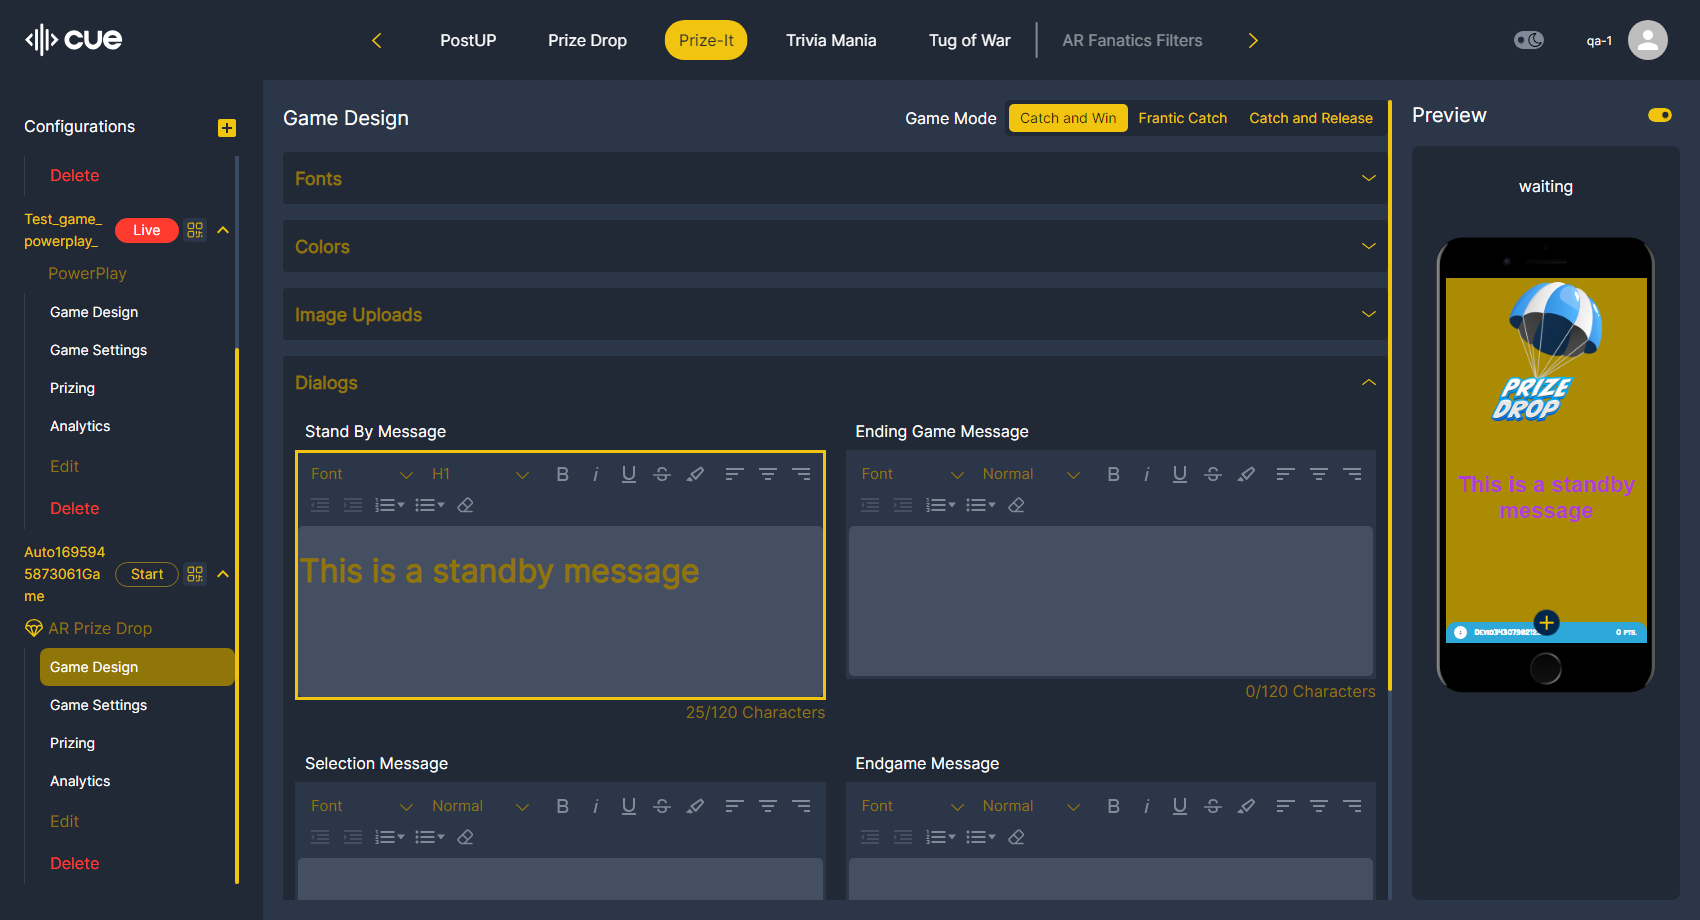 cue
PostUP
Prize Drop
Prize-It
Trivia Mania
Tug of War
AR Fanatics Filters
qa-1
Configurations
Delete
Test_game_
powerplay_
Live
PowerPlay
Game Design
Game Settings
Prizing
Analytics
Edit
Delete
Auto169594
5873061Ga
me
Start
AR Prize Drop
Game Design
Game Settings
Prizing
Analytics
Edit
Delete
Game Design
Game Mode
Catch and Win
Frantic Catch
Catch and Release
Fonts
Colors
Image Uploads
Dialogs
Stand By Message
Font
H1
This is a standby message
25/120 Characters
Ending Game Message
Font
Normal
0/120 Characters
Selection Message
Font
Normal
Endgame Message
Font
Normal
Preview
waiting
PRIZE
DROP
This is a standby
message
0 PTS.